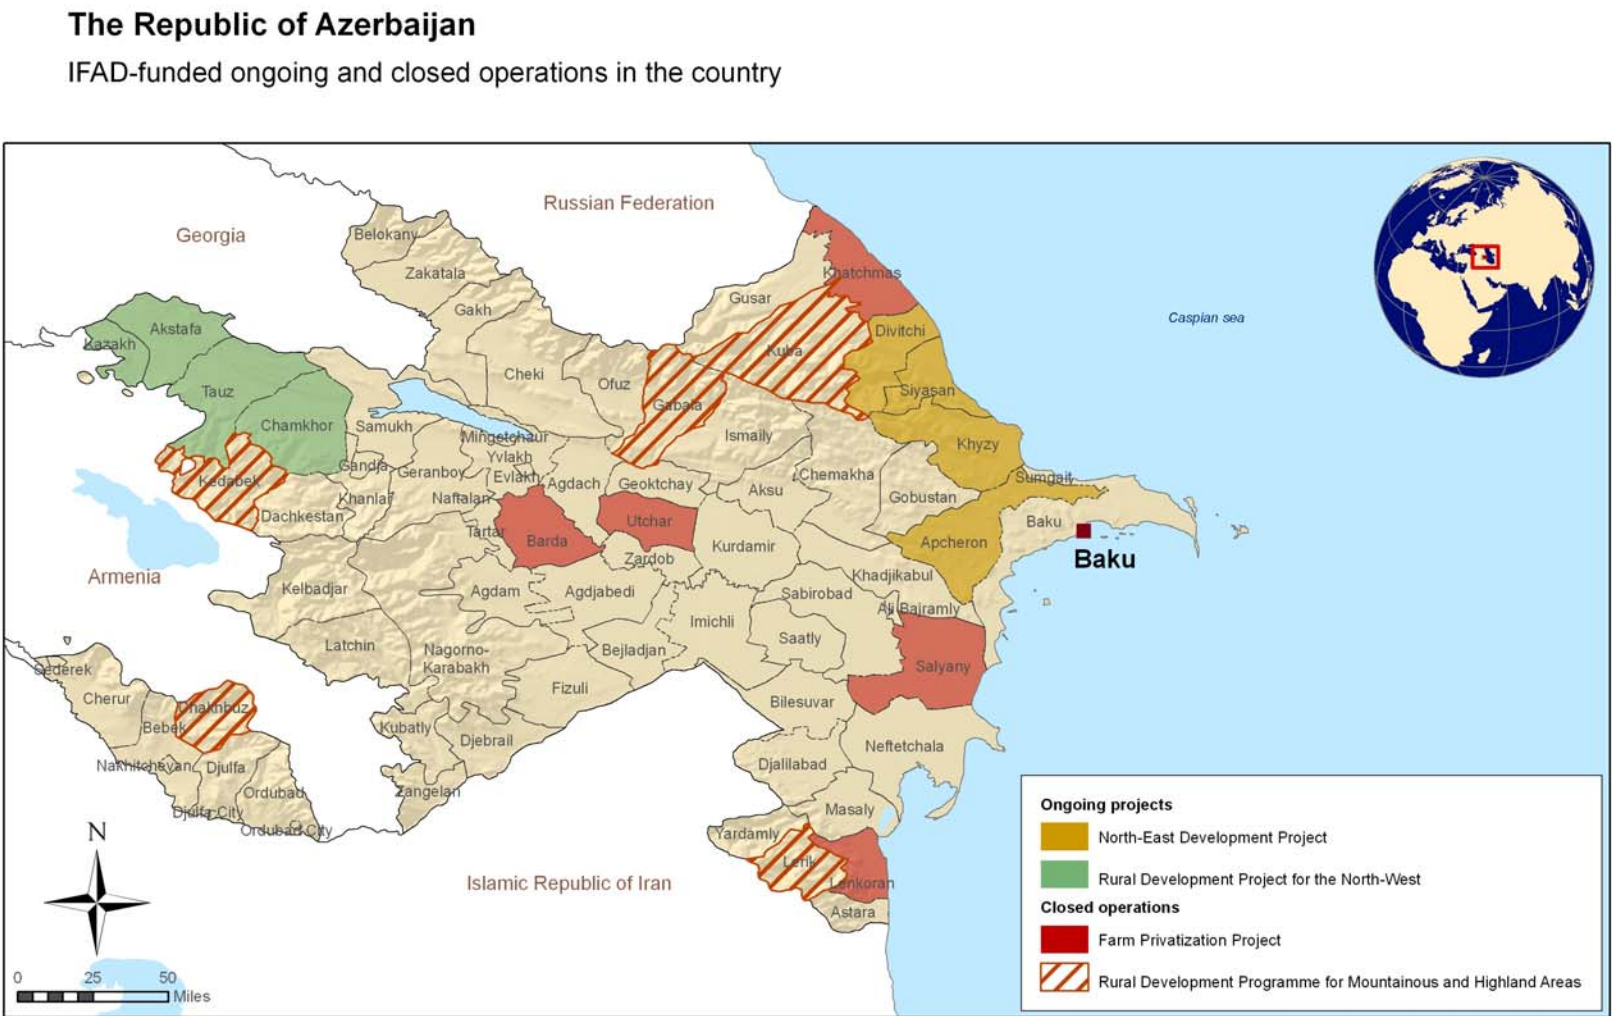 The Republic of Azerbaijan
IFAD-funded ongoing and closed operations in the country
Russian Federation
Georgia
Belokany
Zakatala
Khatchmas
Gakh
Gusar
Caspian sea
Akstafa
Kazakh
Divitchi
Kuba
Cheki
Ofuz
Tauz
Siyasan
Gabala
Chamkhor
Samukh
Mingetchaur
Ismaily
Khyzy
Yvlakh
Gandja
Geranboy
Evlakh
Agdach
Geoktchay
Chemakha
Sumgait
Kedabek
Khanlar
Naftalan
Aksu
Gobustan
Dachkestan
Tartar
Barda
Utchar
Kurdamir
Apcheron
Baku
Baku
Zardob
Armenia
Kelbadjar
Agdam
Agdjabedi
Khadjikabul
Sabirobad
Ali Bajramly
Imichli
Saatly
Latchin
Nagorno-
Karabakh
Bejladjan
Salyany
Sederek
Cherur
Fizuli
Bilesuvar
Dhakhbuz
Bebek
Kubatly
Djebrail
Neftetchala
Nakhitchevan
Djulfa
Djalilabad
Ordubad
Zangelan
Djulfa City
Ordubad City
Masaly
Yardamly
Lerik
Lenkoran
Astara
Islamic Republic of Iran
N
0 25 50
Miles
Ongoing projects
North-East Development Project
Rural Development Project for the North-West
Closed operations
Farm Privatization Project
Rural Development Programme for Mountainous and Highland Areas